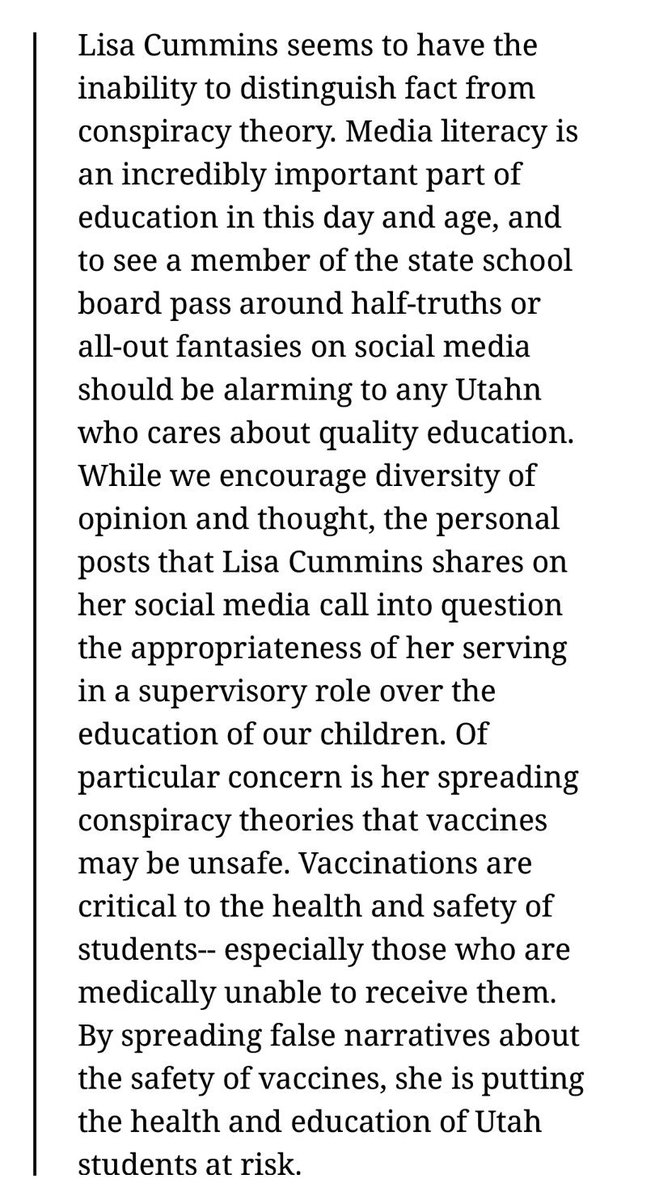 Lisa Cummins seems to have the
inability to distinguish fact from
conspiracy theory. Media literacy is
an incredibly important part of
education in this day and age, and
to see a member of the state school
board pass around half-truths or
all-out fantasies on social media
should be alarming to any Utahn
who cares about quality education.
While we encourage diversity of
opinion and thought, the personal
posts that Lisa Cummins shares on
her social media call into question
the appropriateness of her serving
in a supervisory role over the
education of our children. Of
particular concern is her spreading
conspiracy theories that vaccines
may be unsafe. Vaccinations are
critical to the health and safety of
students-- especially those who are
medically unable to receive them.
By spreading false narratives about
the safety of vaccines, she is putting
the health and education of Utah
students at risk.